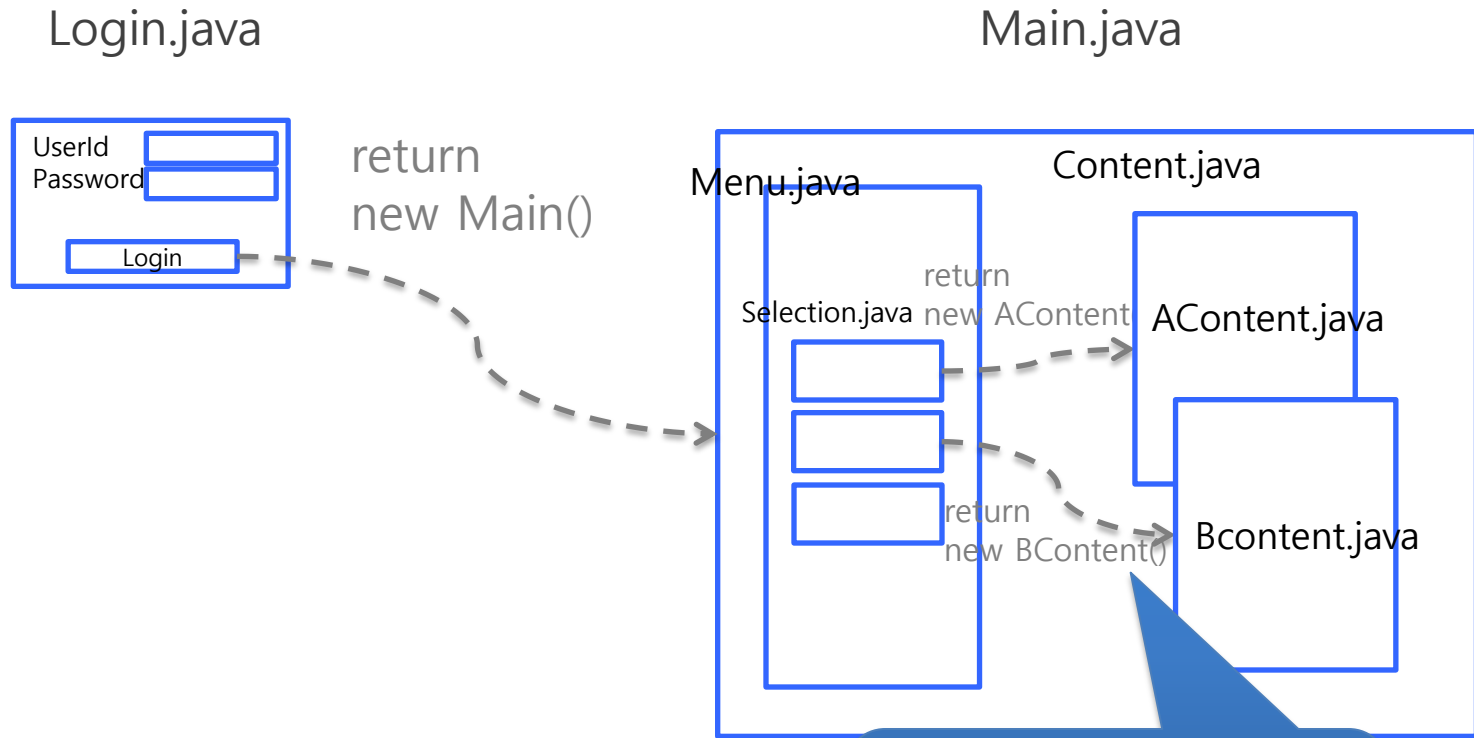 Login.java
Main.java
UserId
Password
Login
return
new Main()
Content.java
Menu.java
Selection.java
return
new AContent
AContent.java
return
new BContent()
Bcontent.java